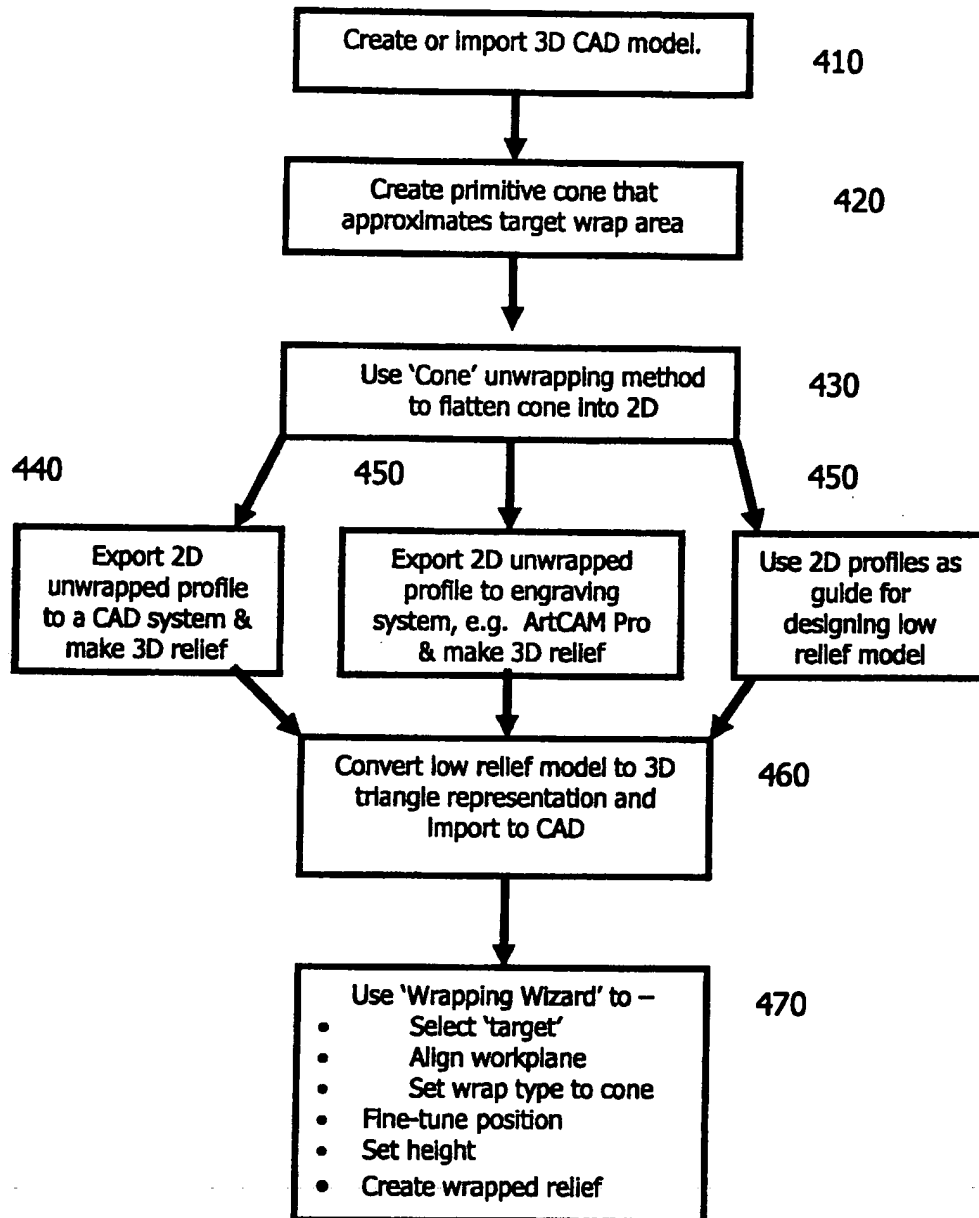 Create or import 3D CAD model.
410
Create primitive cone that
approximates target wrap area
420
Use ‘Cone’ unwrapping method
to flatten cone into 2D
430
440
450
450
Export 2D
unwrapped profile
to a CAD system &
make 3D relief
Export 2D unwrapped
profile to engraving
system, e.g. ArtCAM Pro
& make 3D relief
Use 2D profiles as
guide for
designing low
relief model
Convert low relief model to 3D
triangle representation and
import to CAD
460
Use ‘Wrapping Wizard’ to –
• Select ‘target’
• Align workplane
• Set wrap type to cone
• Fine-tune position
• Set height
• Create wrapped relief
470